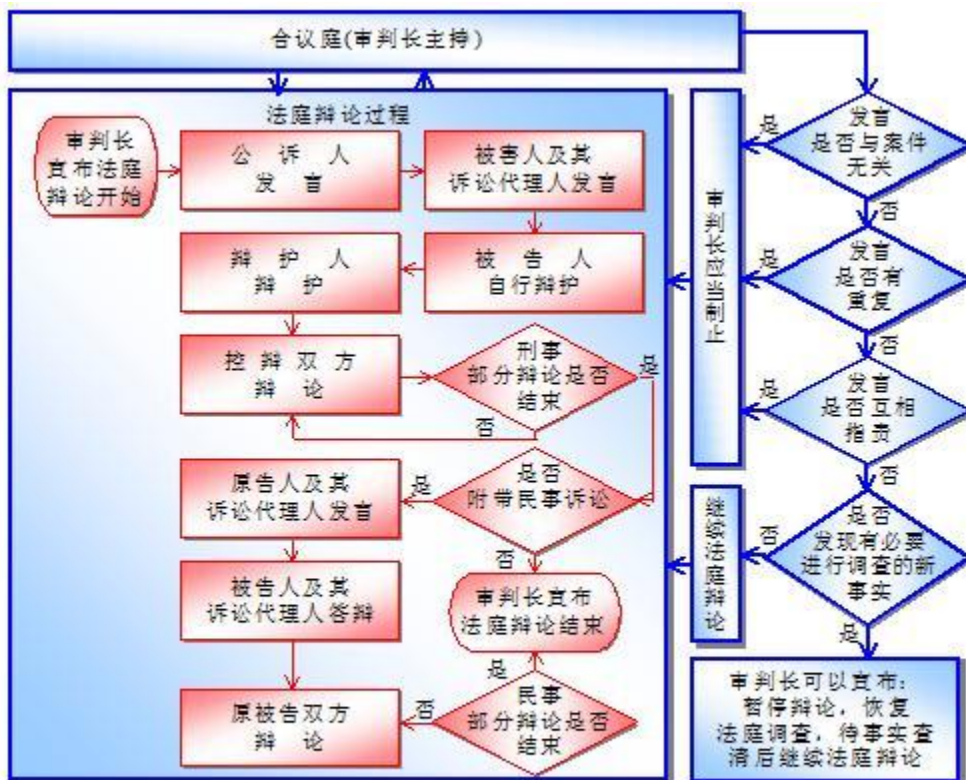 合议庭(审判长主持)
法庭辩论过程
审判长
宣布法庭
辩论开始
公诉人
发言
被害人及其
诉讼代理人发言
被告人
自行辩护
辩护人
辩护
控辩双方
辩论
刑事
部分辩论是否
结束
是
否
是否
附带民事诉讼
是
否
原告人及其
诉讼代理人发言
被告人及其
诉讼代理人答辩
原被告双方
辩论
民事
部分辩论是否
结束
否
是
审判长宣布
法庭辩论结束
发言
是否与案件
无关
是
否
发言
是否有
重复
是
否
发言
是否互相
指责
是
否
审判长应当制止
是否
发现有必要
进行调查的新
事实
否
是
继续法庭辩论
审判长可以宣布:
暂停辩论，恢复
法庭调查，待事实查
清后继续法庭辩论